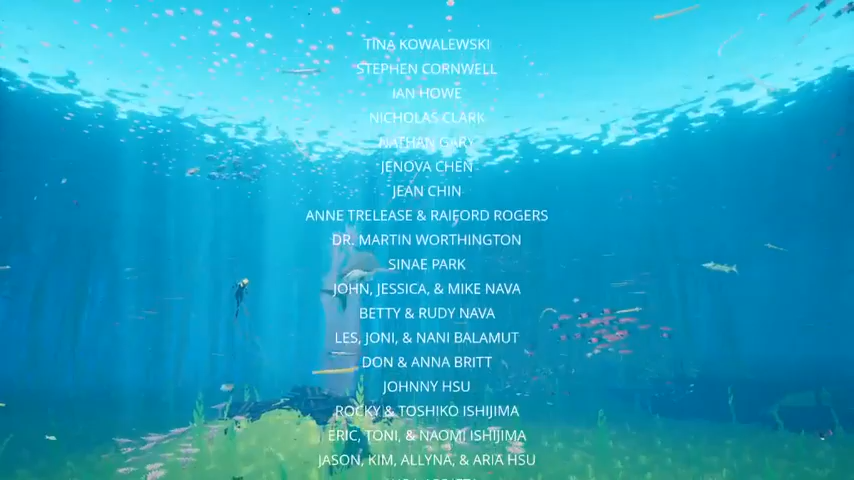 TINA KOWALEWSKI
STEPHEN CORNWELL
IAN HOWE
NICHOLAS CLARK
NATHAN GARY
JENOVA CHEN
JEAN CHIN
ANNE TRELEASE & RAIFORD ROGERS
DR. MARTIN WORTHINGTON
SINAE PARK
JOHN, JESSICA, & MIKE NAVA
BETTY & RUDY NAVA
LES, JONI, & NANI BALAMUT
DON & ANNA BRITT
JOHNNY HSU
ROCKY & TOSHIKO ISHIJIMA
ERIC, TONI, & NAOMI ISHIJIMA
JASON, KIM, ALLYNA, & ARIA HSU